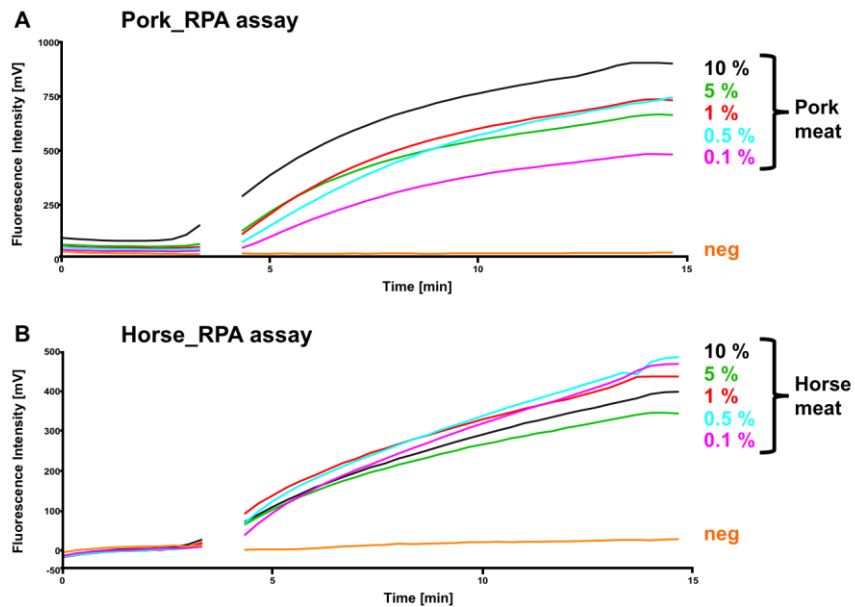 A Pork_RPA assay
Fluorescence Intensity [mV]
1000
750
500
250
0
0 5 10 15
Time [min]
10 %
5 %
1 %
0.5 %
0.1 %
Pork
meat
neg
B Horse_RPA assay
Fluorescence Intensity [mV]
500
400
300
200
100
0
-50
0 5 10 15
Time [min]
10 %
5 %
1 %
0.5 %
0.1 %
Horse
meat
neg